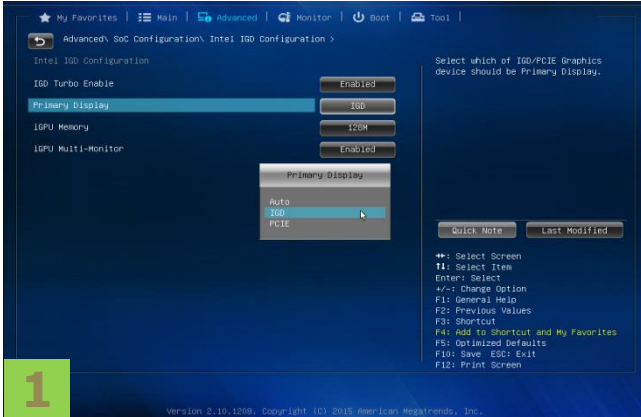 My Favorites | Main | Advanced | Monitor | Boot | Tool |
Advanced\ SoC Configuration\ Intel IGD Configuration >
Intel IGD Configuration
IGD Turbo Enable Enabled
Primary Display IGD
iGPU Memory 128M
iGPU Multi-Monitor Enabled
Primary Display
Auto
IGD
PCIE
Select which of IGD/PCIE Graphics
device should be Primary Display.
Quick Note Last Modified
→←: Select Screen
↑↓: Select Item
Enter: Select
+/-: Change Option
F1: General Help
F2: Previous Values
F3: Shortcut
F4: Add to Shortcut and My Favorites
F5: Optimized Defaults
F10: Save ESC: Exit
F12: Print Screen
1
Version 2.10.1208. Copyright (C) 2015 American Megatrends, Inc.